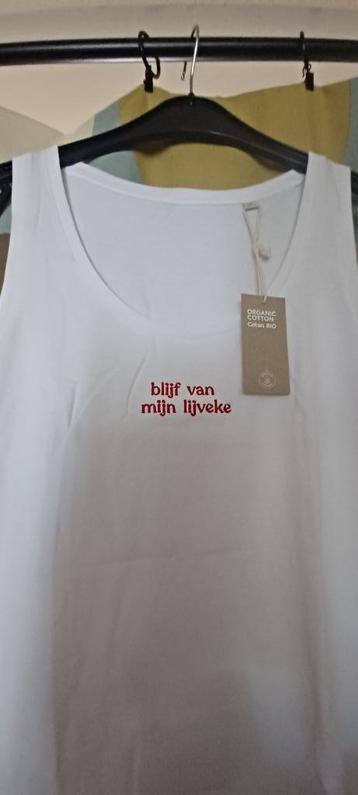 ORGANIC
COTTON
Coton BIO
blijf van
mijn lijveke